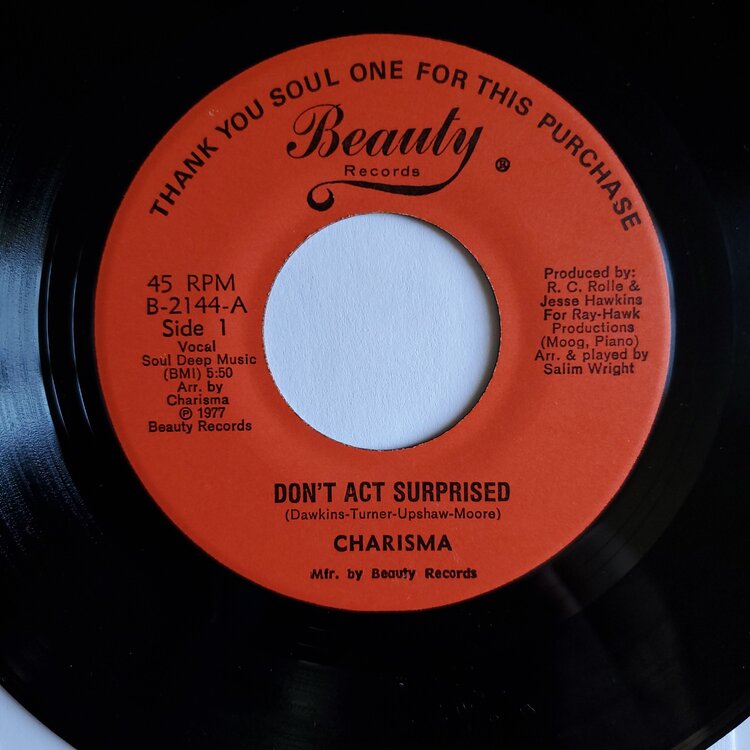 THANK YOU SOUL ONE FOR THIS PURCHASE
Beauty
Records ®
45 RPM
B-2144-A
Side 1
Vocal
Soul Deep Music
(BMI) 5:50
Arr. by
Charisma
℗ 1977
Beauty Records
Produced by:
R. C. Rolle &
Jesse Hawkins
For Ray-Hawk
Productions
(Moog, Piano)
Arr. & played by
Salim Wright
DON'T ACT SURPRISED
(Dawkins-Turner-Upshaw-Moore)
CHARISMA
Mfr. by Beauty Records